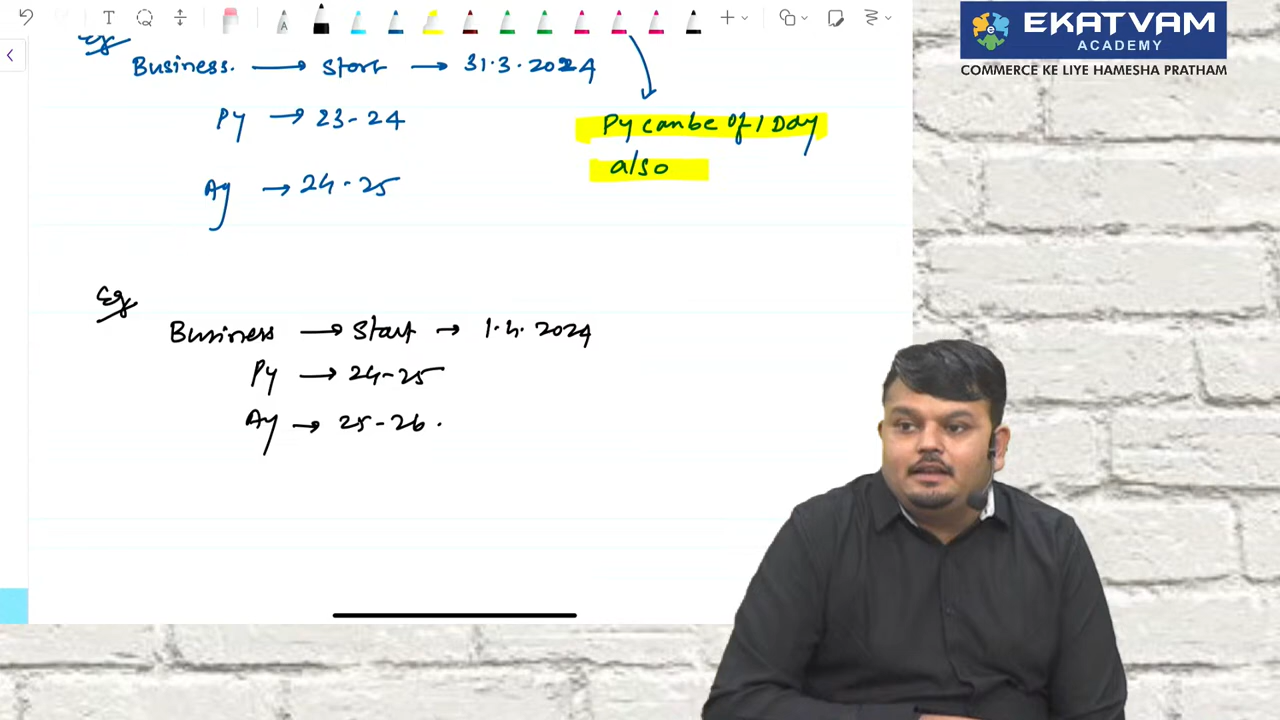 EKATVAM
ACADEMY
COMMERCE KE LIYE HAMESHA PRATHAM
Eg
Business. → Start → 31.3.2024
Py → 23-24
Ay → 24-25
Py can be of 1 Day
also
Eg
Business → Start → 1.4.2024
Py → 24-25
Ay → 25-26.